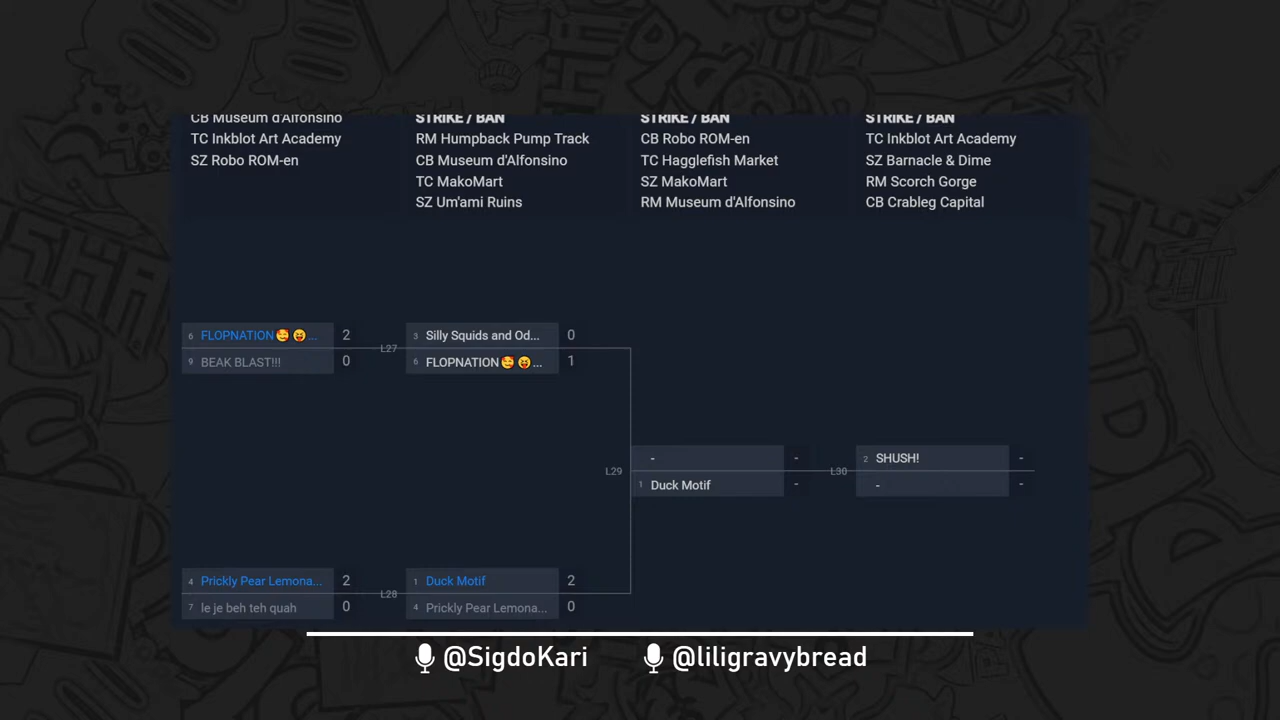 CB Museum d'Alfonsino
TC Inkblot Art Academy
SZ Robo ROM-en
STRIKE / BAN
RM Humpback Pump Track
CB Museum d'Alfonsino
TC MakoMart
SZ Um'ami Ruins
STRIKE / BAN
CB Robo ROM-en
TC Hagglefish Market
SZ MakoMart
RM Museum d'Alfonsino
STRIKE / BAN
TC Inkblot Art Academy
SZ Barnacle & Dime
RM Scorch Gorge
CB Crableg Capital
6 FLOPNATION🥰😝... 2
9 BEAK BLAST!!! 0
L27
3 Silly Squids and Od... 0
6 FLOPNATION🥰😝... 1
L29
- -
1 Duck Motif -
L30
2 SHUSH! -
- -
4 Prickly Pear Lemona... 2
7 le je beh teh quah 0
L28
1 Duck Motif 2
4 Prickly Pear Lemona... 0
@SigdoKari
@liligravybread